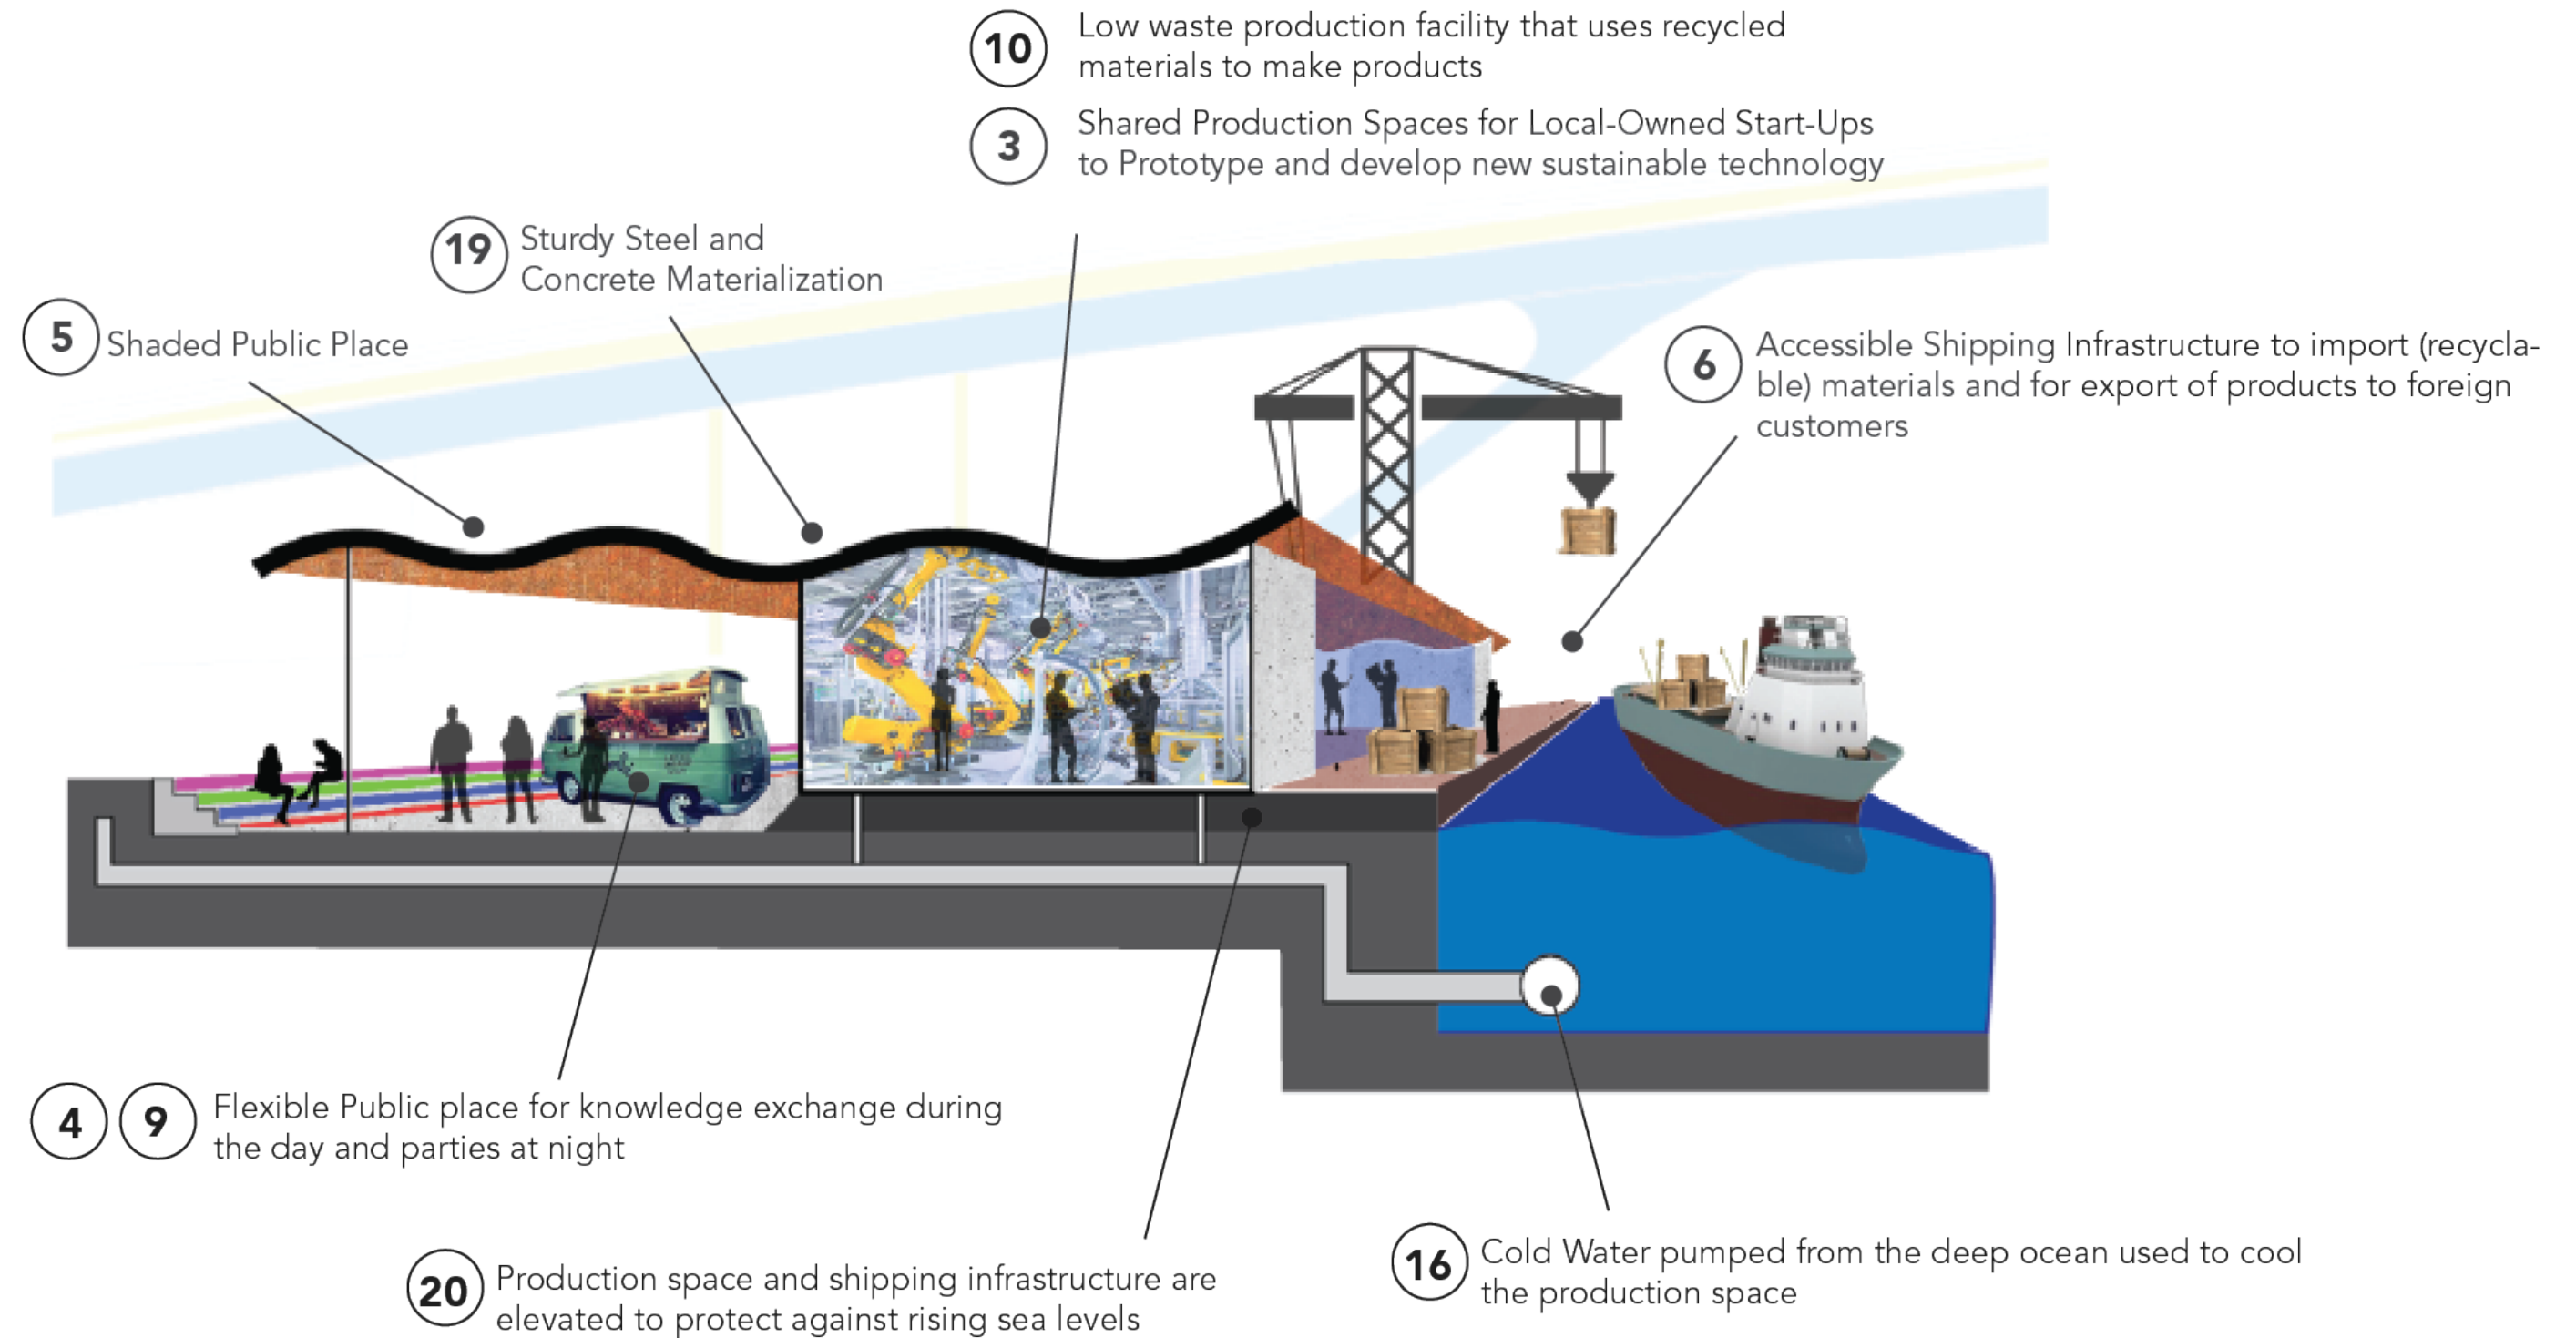 10
Low waste production facility that uses recycled
materials to make products
3
Shared Production Spaces for Local-Owned Start-Ups
to Prototype and develop new sustainable technology
19
Sturdy Steel and
Concrete Materialization
5
Shaded Public Place
6
Accessible Shipping Infrastructure to import (recycla-
ble) materials and for export of products to foreign
customers
4 9
Flexible Public place for knowledge exchange during
the day and parties at night
20
Production space and shipping infrastructure are
elevated to protect against rising sea levels
16
Cold Water pumped from the deep ocean used to cool
the production space